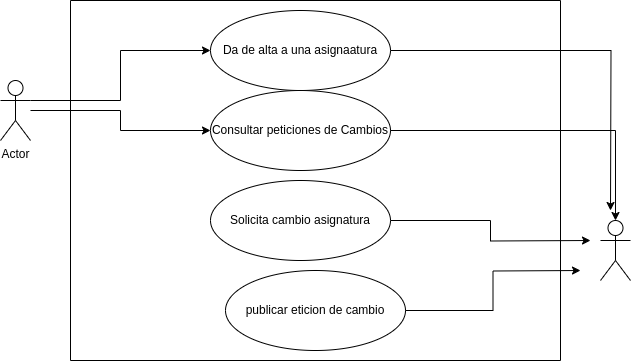 Da de alta a una asignaatura
Consultar peticiones de Cambios
Actor
Solicita cambio asignatura
publicar eticion de cambio